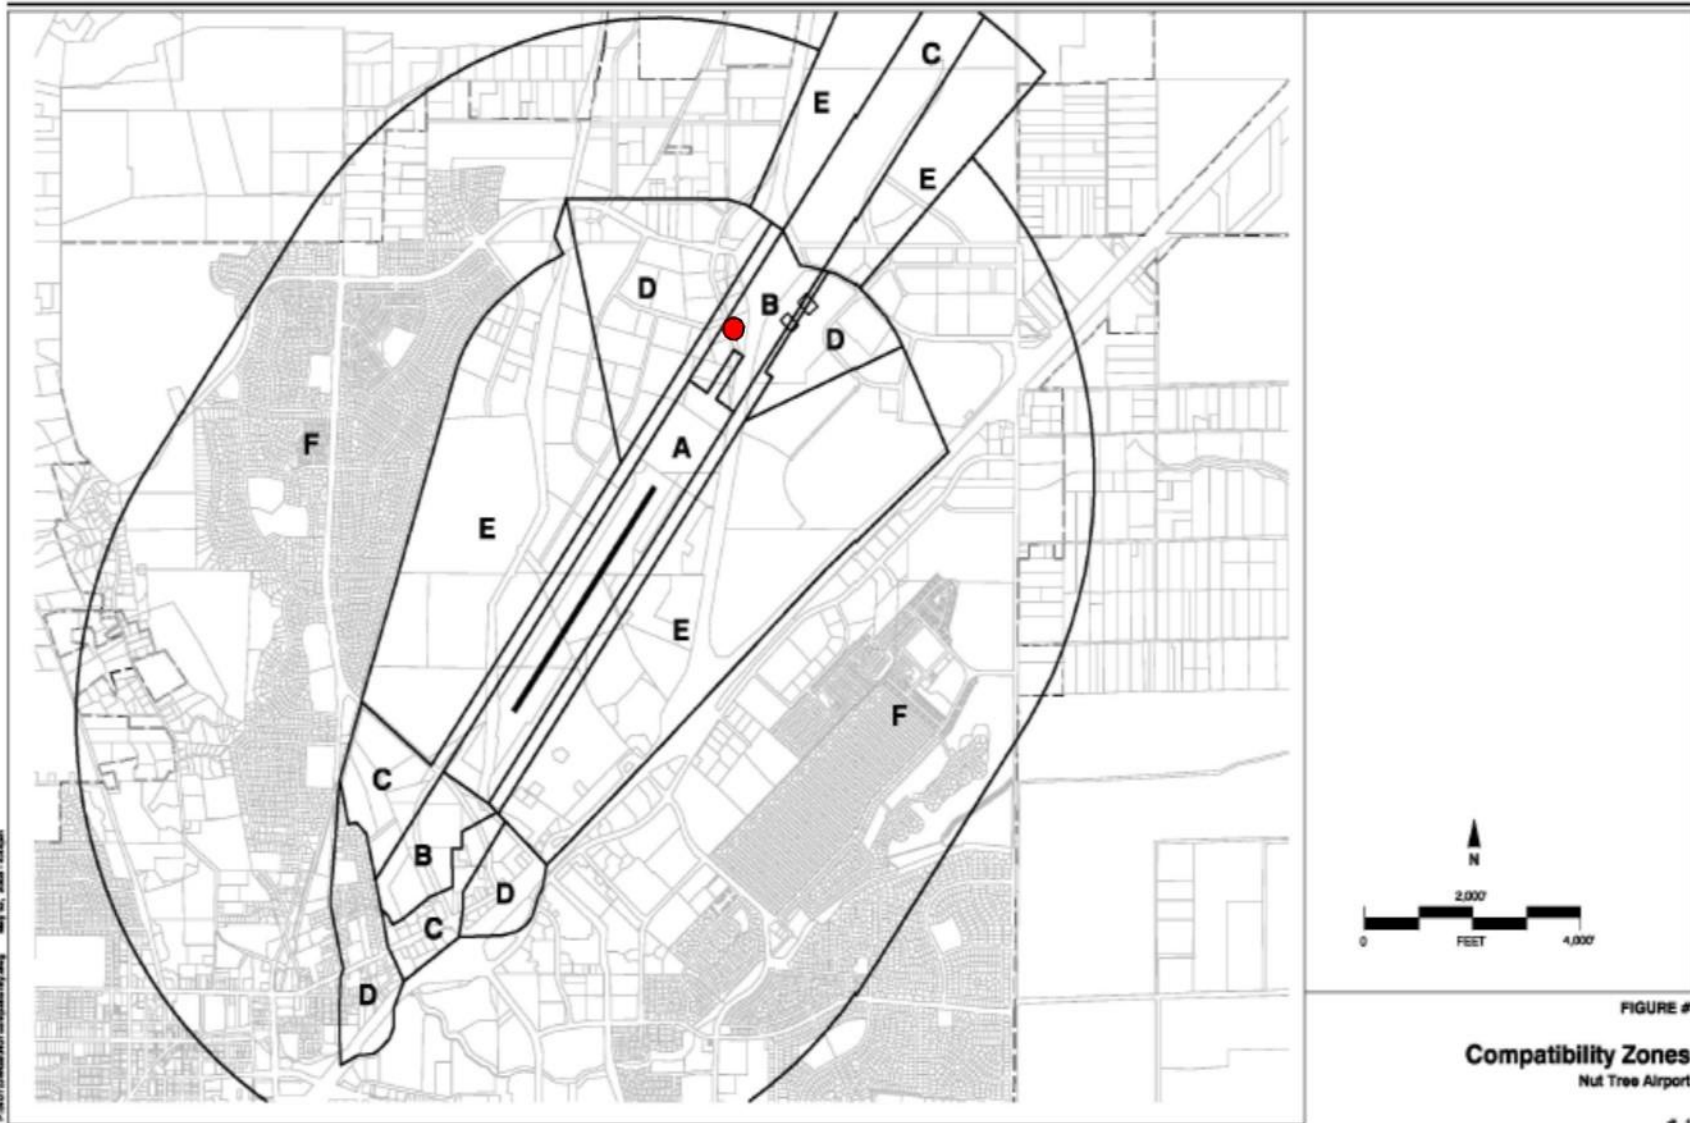 C
E
E
D
B
D
F
A
E
E
F
C
B
D
C
D
N
2,000'
0
FEET
4,000'
FIGURE #
Compatibility Zones
Nut Tree Airport